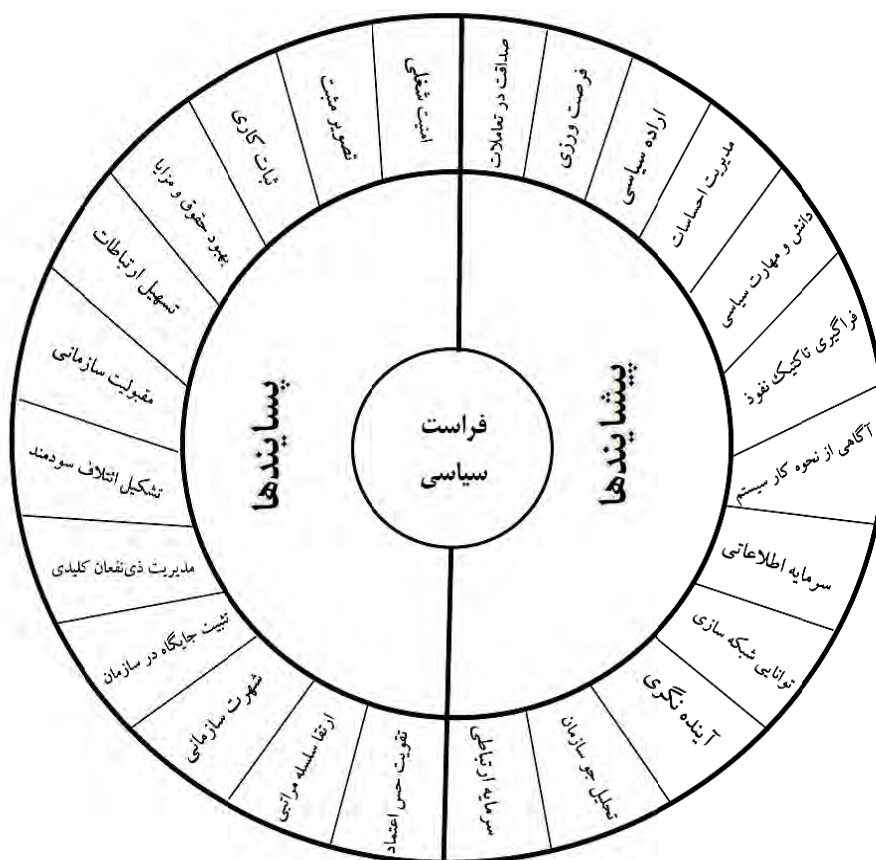 فراست
سیاسی
پیشایندها
صداقت در تعاملات
فرصت ورزی
اراده سیاسی
مدیریت احساسات
دانش و مهارت سیاسی
فراگیری تاکتیک نفوذ
آگاهی از نحوه کار سیستم
سرمایه اطلاعاتی
توانایی شبکه سازی
آینده نگری
تحلیل جو سازمان
سرمایه ارتباطی
پسایندها
امنیت شغلی
تصویر مثبت
ثبات کاری
بهبود حقوق و مزایا
تسهیل ارتباطات
مقبولیت سازمانی
تشکیل ائتلاف سودمند
مدیریت ذی‌نفعان کلیدی
تثبیت جایگاه در سازمان
شهرت سازمانی
ارتقا سلسله مراتبی
تقویت حس اعتماد